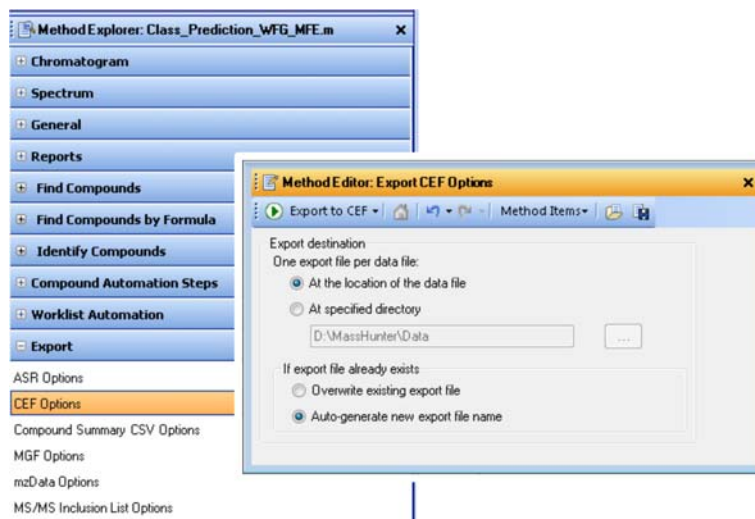 Method Explorer: Class_Prediction_WFG_MFE.m
Chromatogram
Spectrum
General
Reports
Find Compounds
Find Compounds by Formula
Identify Compounds
Compound Automation Steps
Worklist Automation
Export
ASR Options
CEF Options
Compound Summary CSV Options
MGF Options
mzData Options
MS/MS Inclusion List Options
Method Editor: Export CEF Options
Export to CEF
Method Items
Export destination
One export file per data file:
At the location of the data file
At specified directory
D:\MassHunter\Data
...
If export file already exists
Overwrite existing export file
Auto-generate new export file name